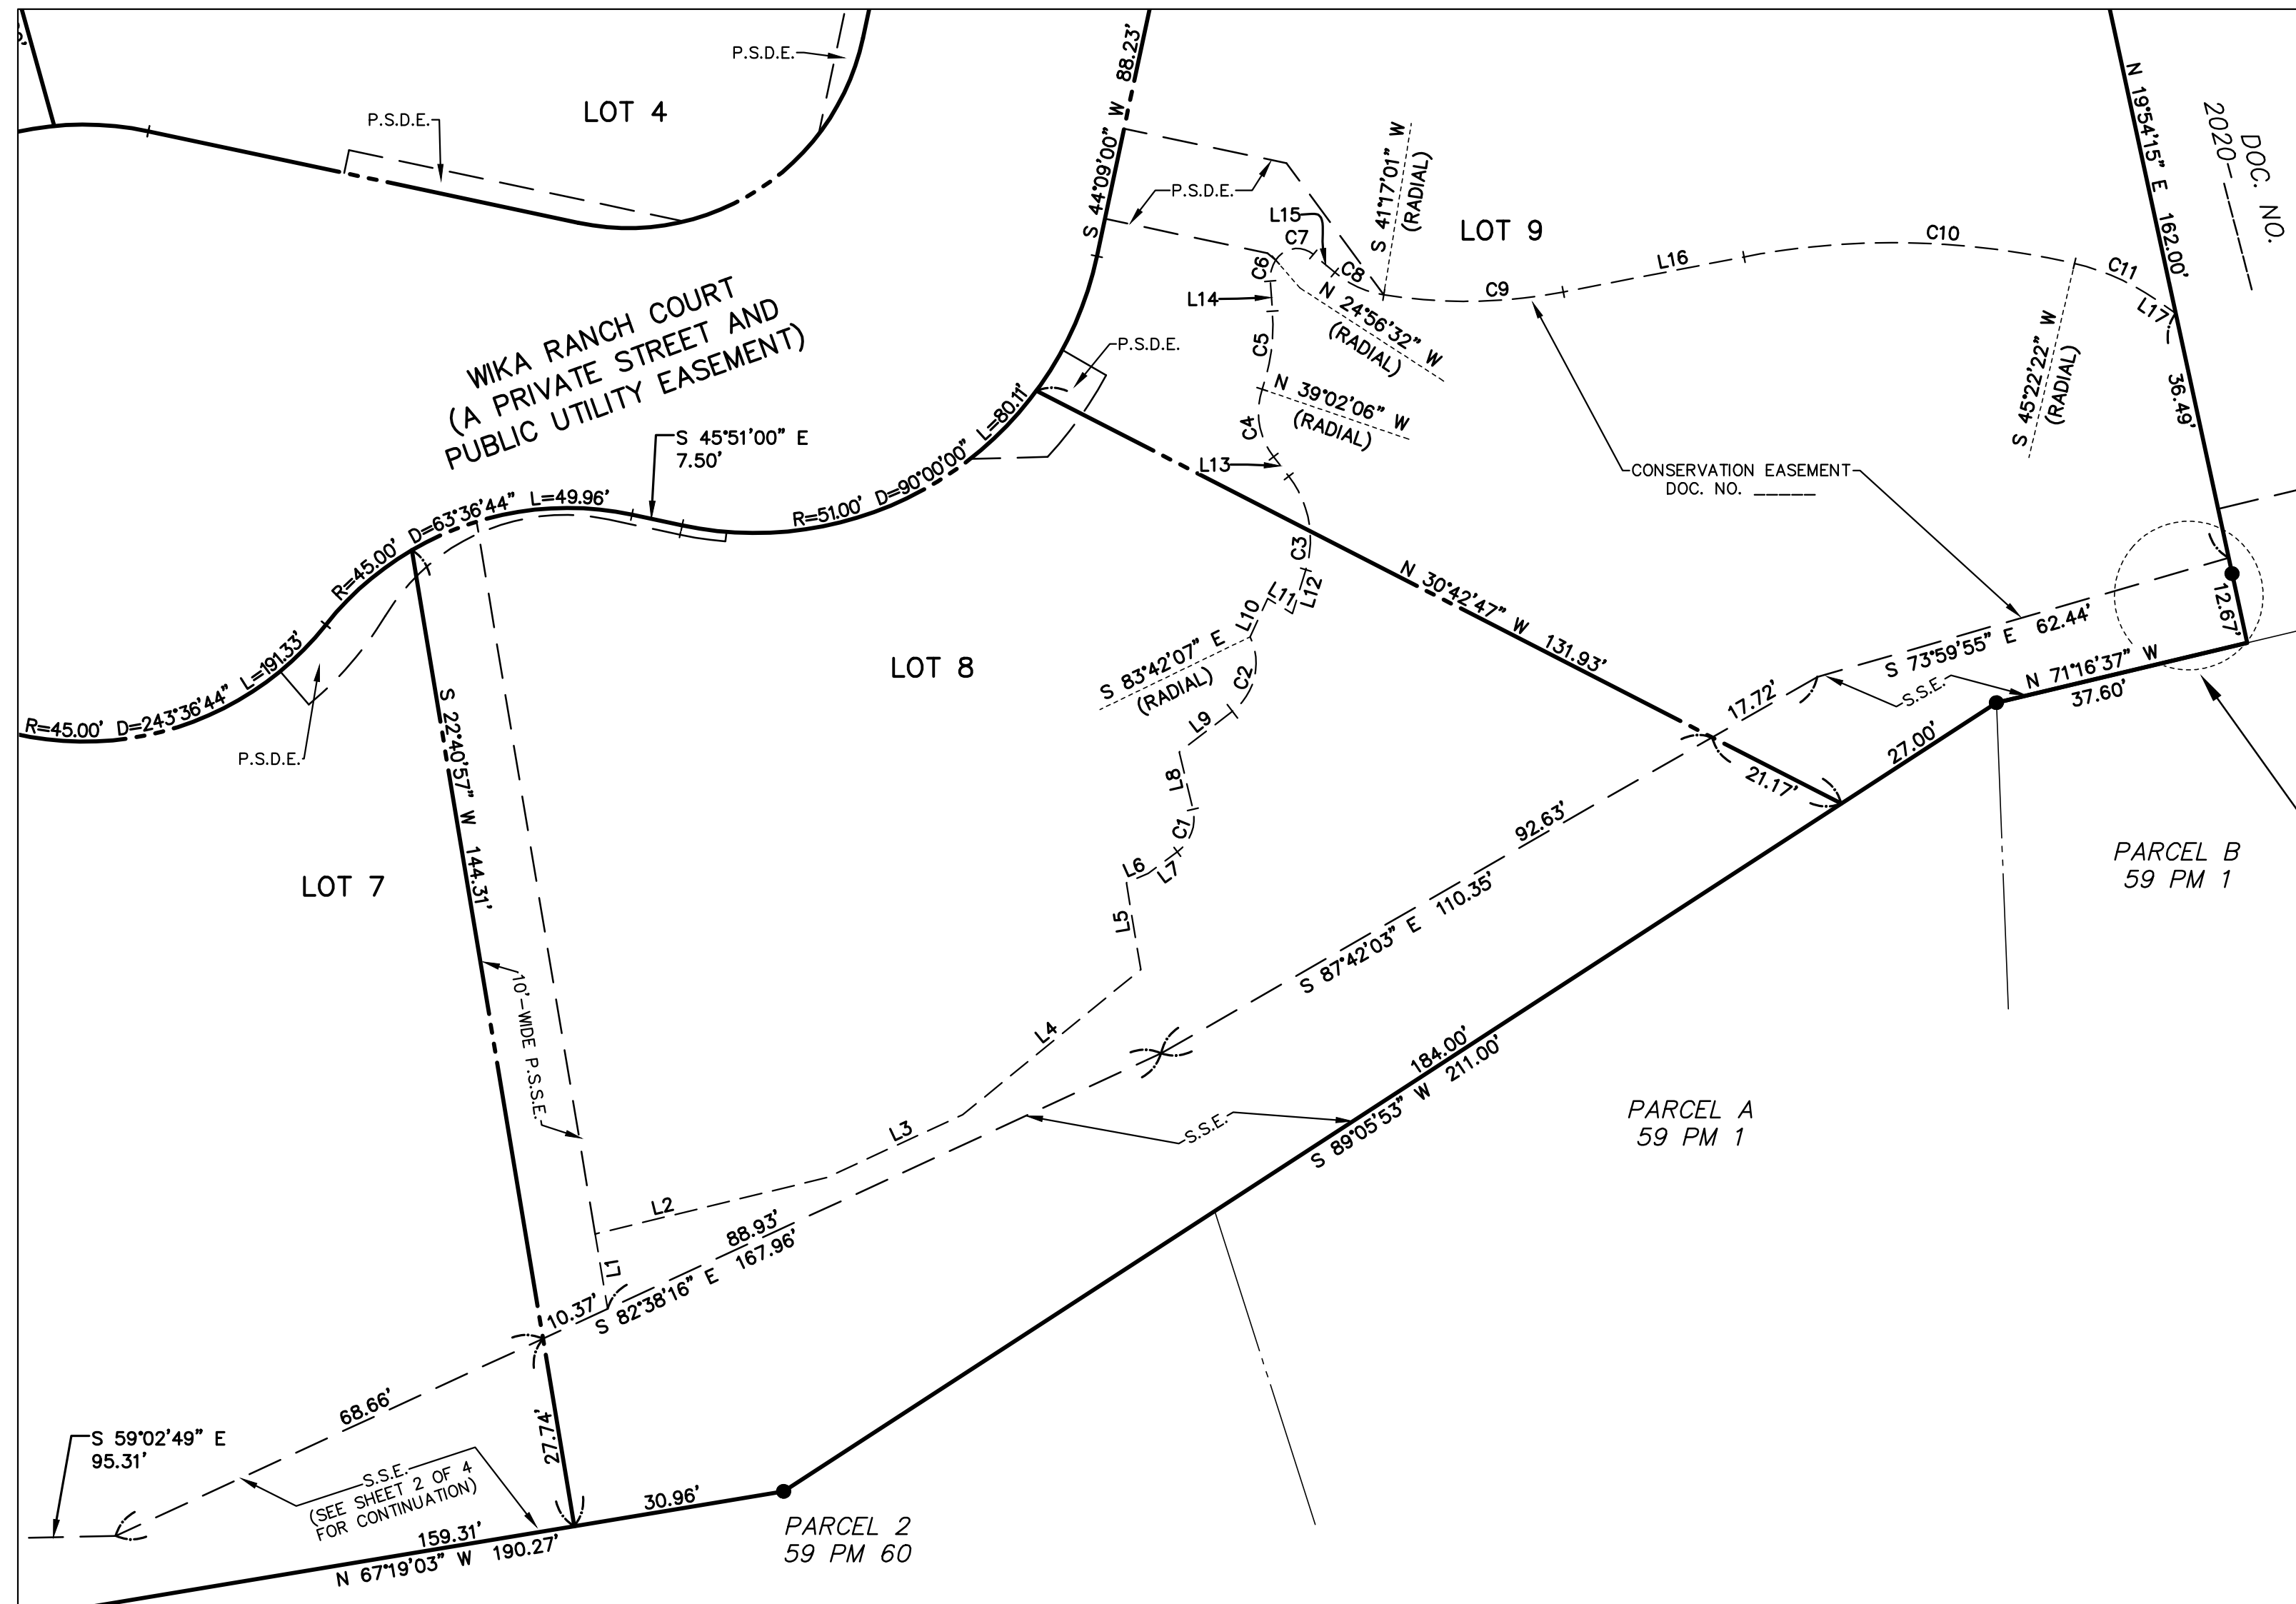 P.S.D.E.
LOT 4
P.S.D.E.
S 44°09'00" W 88.23'
P.S.D.E.
L15
C7
S 41°17'01" W
(RADIAL)
LOT 9
C6
C8
L14
C9
L16
C10
C11
L17
N 19°54'15" E 162.00'
DOC. NO.
2020-_______
36.49'
N 24°56'32" W
(RADIAL)
WIKA RANCH COURT
(A PRIVATE STREET AND
PUBLIC UTILITY EASEMENT)
P.S.D.E.
C5
N 39°02'06" W
(RADIAL)
C4
S 45°22'22" W
(RADIAL)
S 45°51'00" E
7.50'
L13
CONSERVATION EASEMENT
DOC. NO. _____
R=45.00' D=63°36'44" L=49.96'
R=51.00' D=90°00'00" L=80.11'
C3
L12
L11
L10
N 30°42'47" W 131.93'
S 83°42'07" E
(RADIAL)
LOT 8
C2
L9
R=45.00' D=243°36'44" L=191.33'
P.S.D.E.
S 22°40'57" W 144.31'
S 73°59'55" E 62.44'
12.67'
S.S.E.
N 71°16'37" W
37.60'
17.72'
27.00'
21.17'
L8
C1
L6
L7
92.63'
PARCEL B
59 PM 1
LOT 7
L5
S 87°42'03" E 110.35'
10'-WIDE P.S.S.E.
L4
184.00'
S 89°05'53" W 211.00'
L3
S.S.E.
PARCEL A
59 PM 1
L2
88.93'
S 82°38'16" E 167.96'
L1
10.37'
68.66'
27.74'
S 59°02'49" E
95.31'
S.S.E.
(SEE SHEET 2 OF 4
FOR CONTINUATION)
30.96'
159.31'
N 67°19'03" W 190.27'
PARCEL 2
59 PM 60